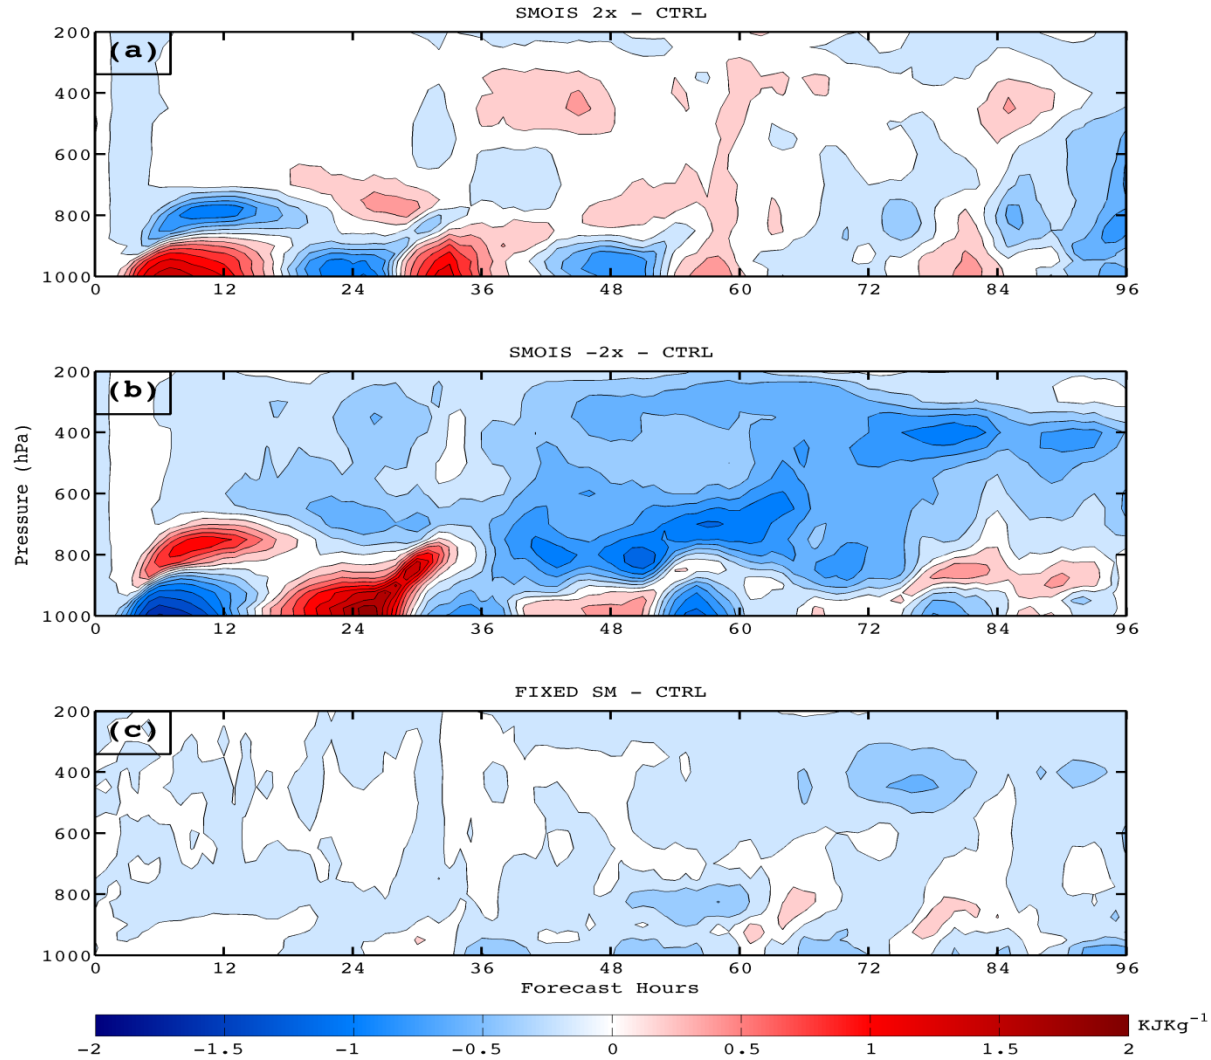 SMOIS 2x - CTRL
(a)
200
400
600
800
1000
0 12 24 36 48 60 72 84 96
SMOIS -2x - CTRL
(b)
200
400
600
800
1000
Pressure (hPa)
0 12 24 36 48 60 72 84 96
FIXED SM - CTRL
(c)
200
400
600
800
1000
0 12 24 36 48 60 72 84 96
Forecast Hours
-2 -1.5 -1 -0.5 0 0.5 1 1.5 2
KJKg⁻¹